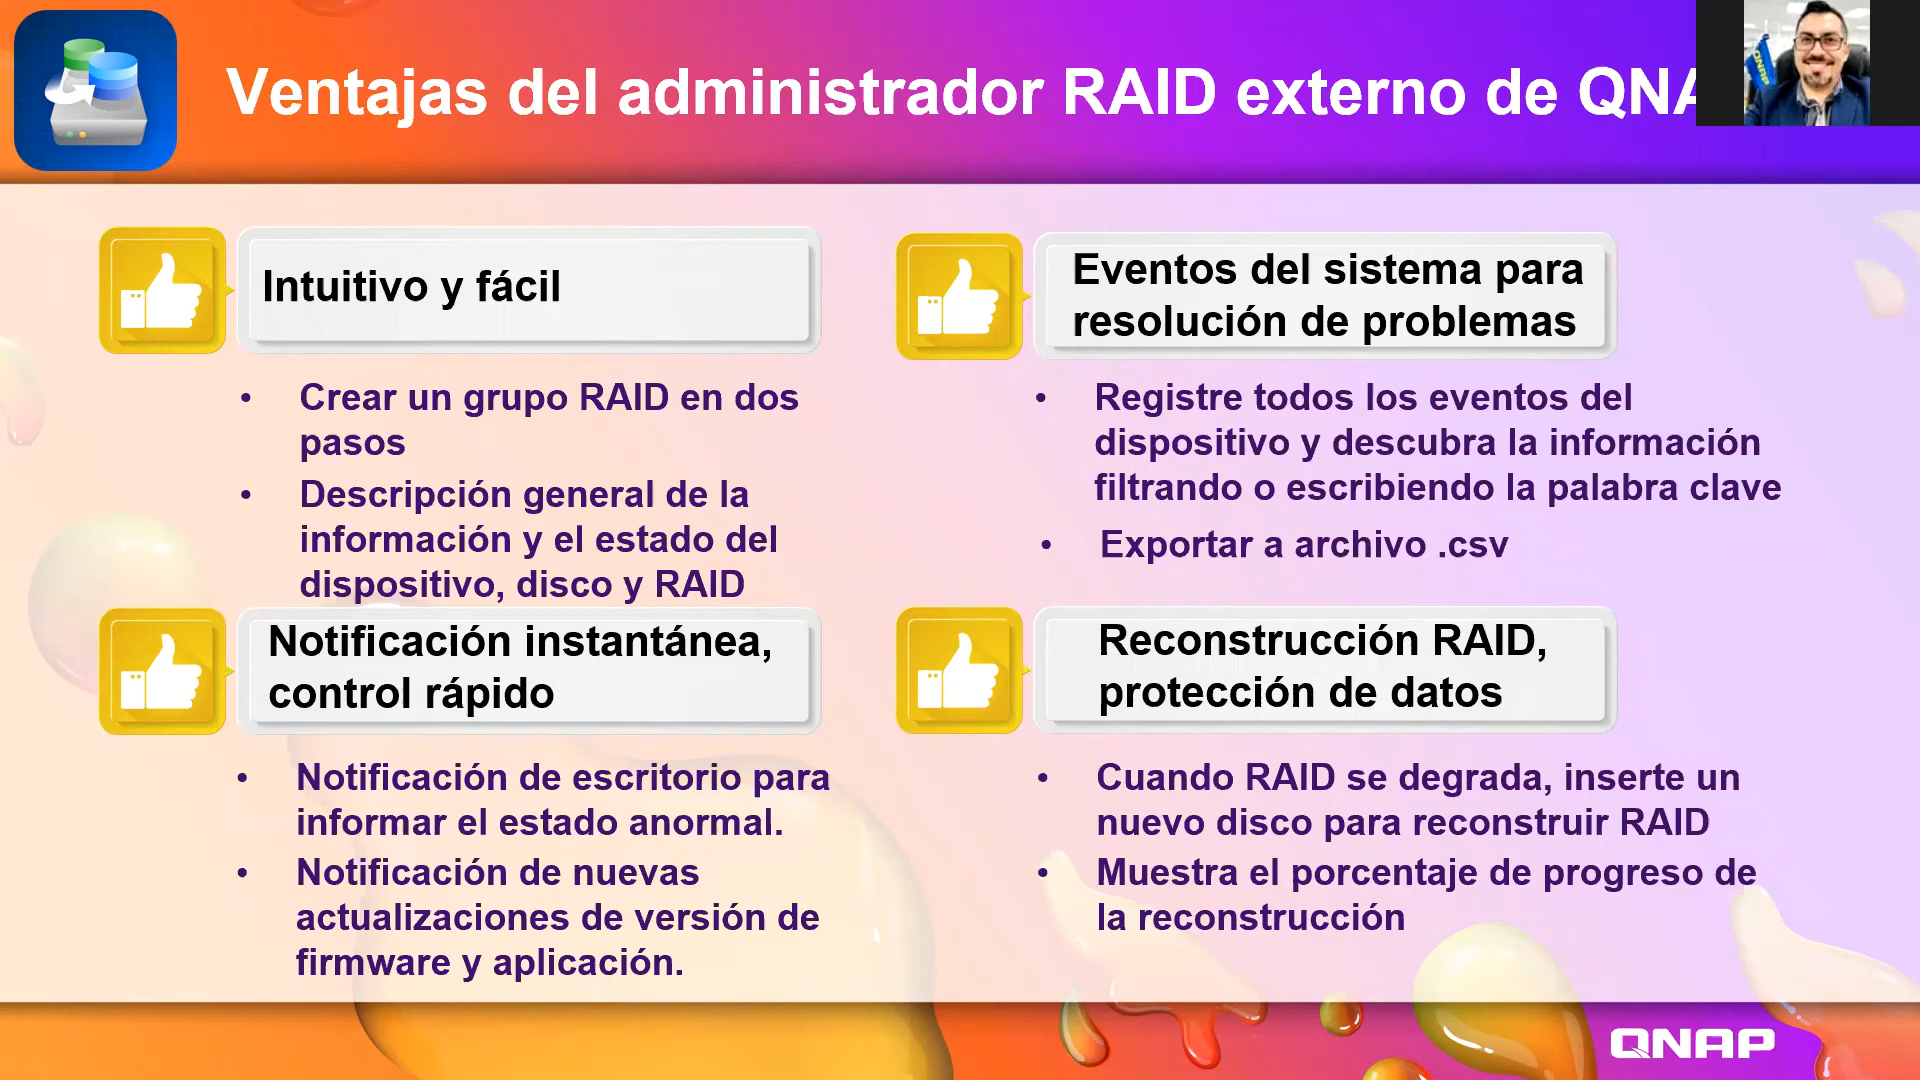 Ventajas del administrador RAID externo de QNA
Intuitivo y fácil
• Crear un grupo RAID en dos
pasos
• Descripción general de la
información y el estado del
dispositivo, disco y RAID
Eventos del sistema para
resolución de problemas
• Registre todos los eventos del
dispositivo y descubra la información
filtrando o escribiendo la palabra clave
• Exportar a archivo .csv
Notificación instantánea,
control rápido
• Notificación de escritorio para
informar el estado anormal.
• Notificación de nuevas
actualizaciones de versión de
firmware y aplicación.
Reconstrucción RAID,
protección de datos
• Cuando RAID se degrada, inserte un
nuevo disco para reconstruir RAID
• Muestra el porcentaje de progreso de
la reconstrucción
QNAP
QNAP